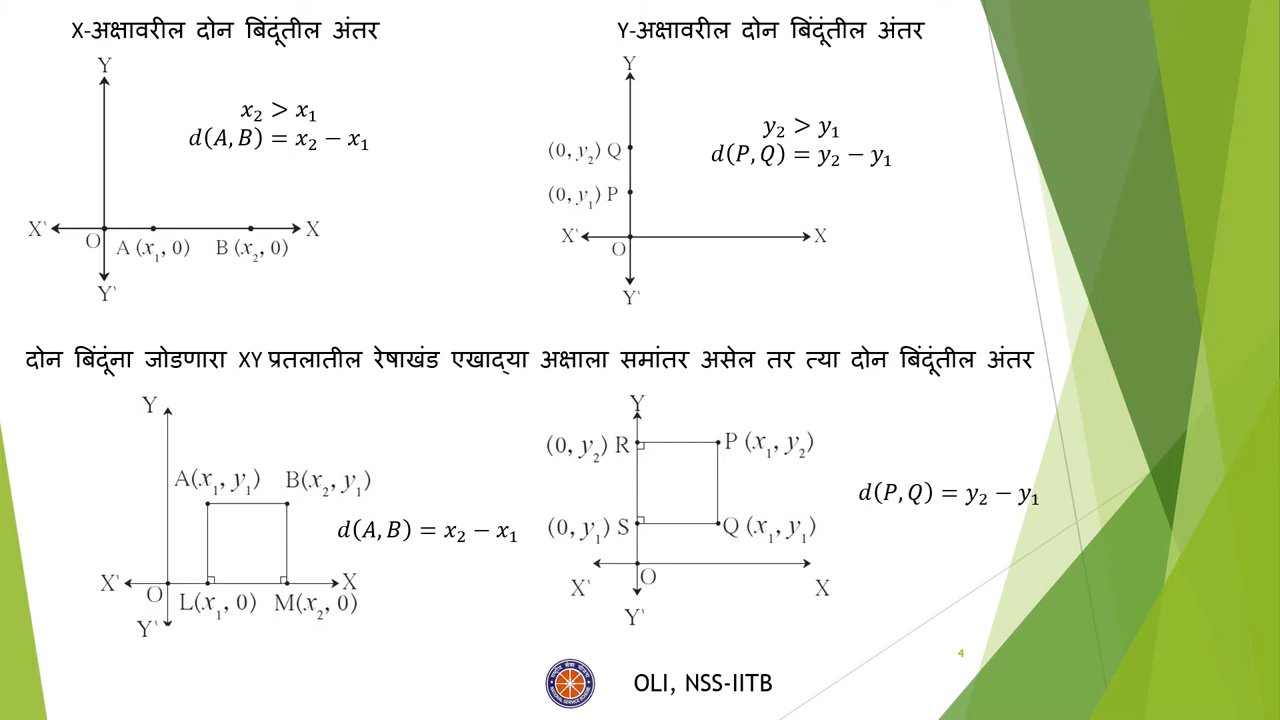 X-अक्षावरील दोन बिंदूंतील अंतर
Y
x₂ > x₁
d(A, B) = x₂ − x₁
X'
O
A (x₁, 0)
B (x₂, 0)
X
Y'
Y-अक्षावरील दोन बिंदूंतील अंतर
Y
y₂ > y₁
d(P, Q) = y₂ − y₁
(0, y₂) Q
(0, y₁) P
X'
O
X
Y'
दोन बिंदूंना जोडणारा XY प्रतलातील रेषाखंड एखाद्‌या अक्षाला समांतर असेल तर त्या दोन बिंदूंतील अंतर
Y
A(x₁, y₁) B(x₂, y₁)
d(A, B) = x₂ − x₁
X'
O
X
L(x₁, 0) M(x₂, 0)
Y'
Y
(0, y₂) R
P (x₁, y₂)
d(P, Q) = y₂ − y₁
(0, y₁) S
Q (x₁, y₁)
X'
O
X
Y'
4
OLI, NSS-IITB